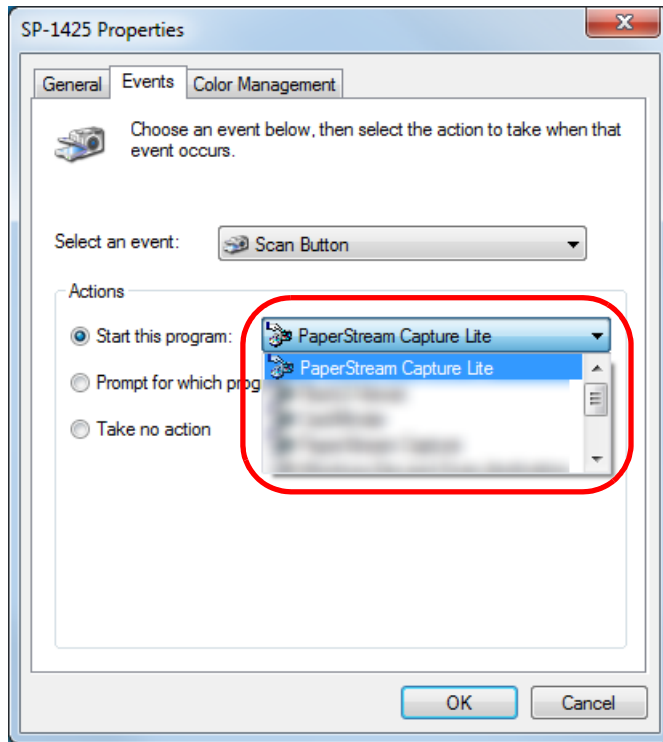 SP-1425 Properties
General Events Color Management
Choose an event below, then select the action to take when that
event occurs.
Select an event: Scan Button
Actions
Start this program: PaperStream Capture Lite
PaperStream Capture Lite
Prompt for which prog
Take no action
OK Cancel